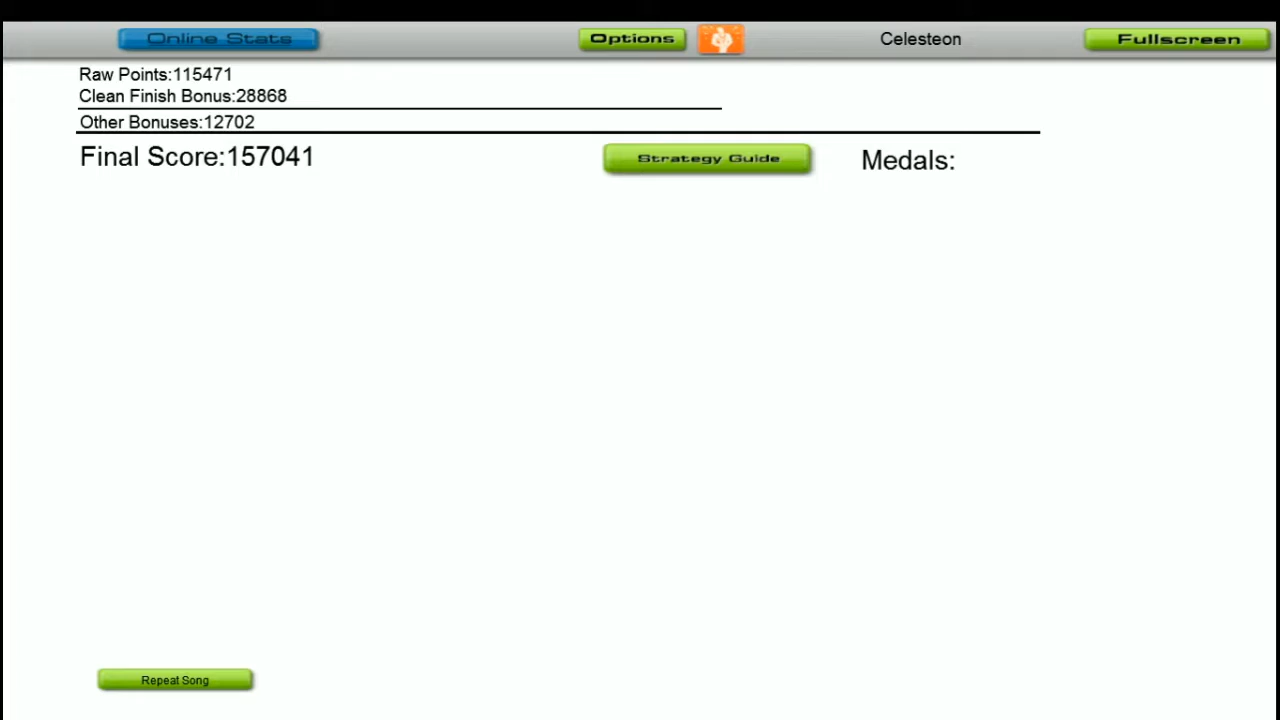 Online Stats
Options
Celesteon
Fullscreen
Raw Points:115471
Clean Finish Bonus:28868
Other Bonuses:12702
Final Score:157041
Strategy Guide
Medals:
Repeat Song